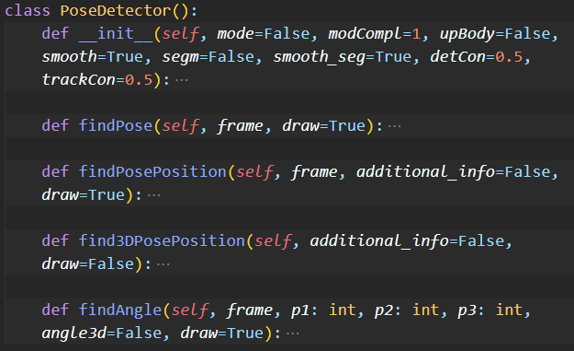 class PoseDetector():
def __init__(self, mode=False, modCompl=1, upBody=False,
smooth=True, segm=False, smooth_seg=True, detCon=0.5,
trackCon=0.5):···
def findPose(self, frame, draw=True):···
def findPosePosition(self, frame, additional_info=False,
draw=True):···
def find3DPosePosition(self, additional_info=False,
draw=False):···
def findAngle(self, frame, p1: int, p2: int, p3: int,
angle3d=False, draw=True):···